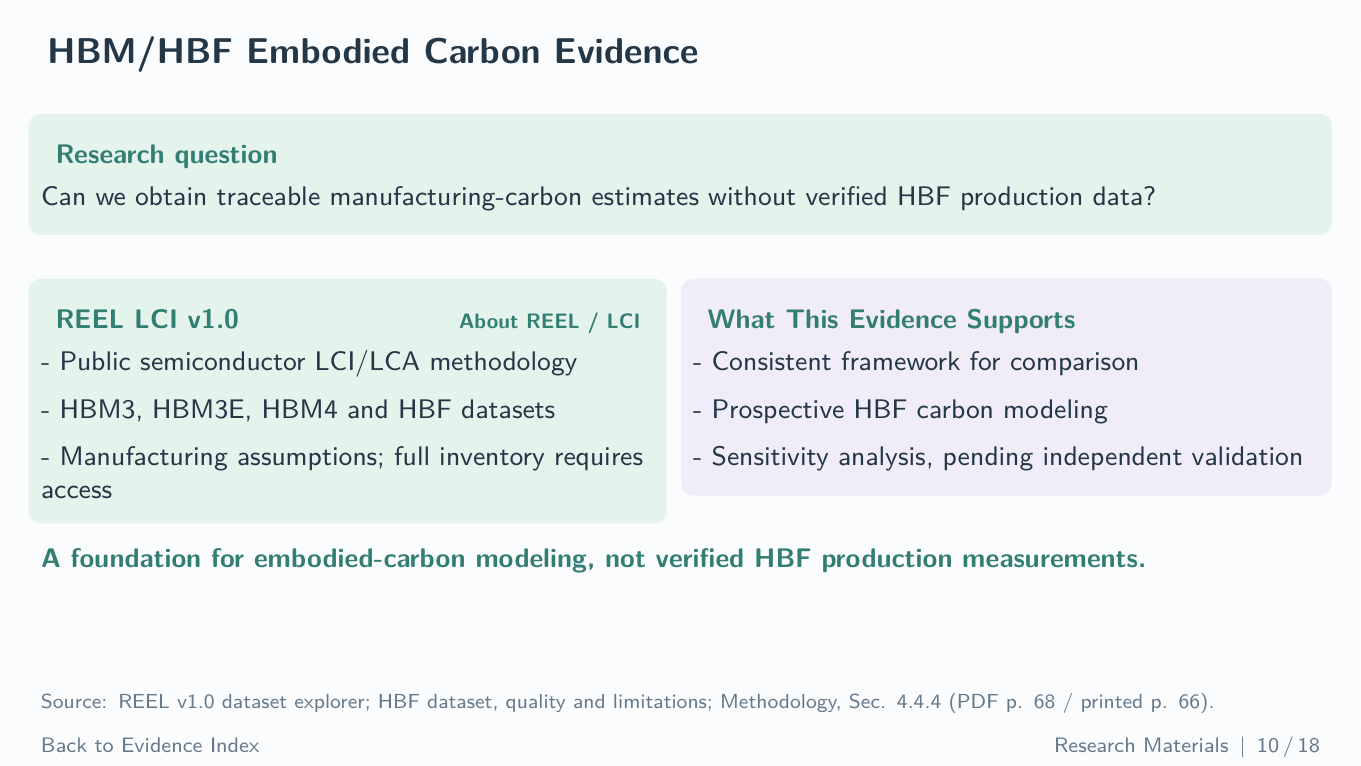 HBM/HBF Embodied Carbon Evidence
Research question
Can we obtain traceable manufacturing-carbon estimates without verified HBF production data?
REEL LCI v1.0
About REEL / LCI
- Public semiconductor LCI/LCA methodology
- HBM3, HBM3E, HBM4 and HBF datasets
- Manufacturing assumptions; full inventory requires
access
What This Evidence Supports
- Consistent framework for comparison
- Prospective HBF carbon modeling
- Sensitivity analysis, pending independent validation
A foundation for embodied-carbon modeling, not verified HBF production measurements.
Source: REEL v1.0 dataset explorer; HBF dataset, quality and limitations; Methodology, Sec. 4.4.4 (PDF p. 68 / printed p. 66).
Back to Evidence Index
Research Materials | 10 / 18